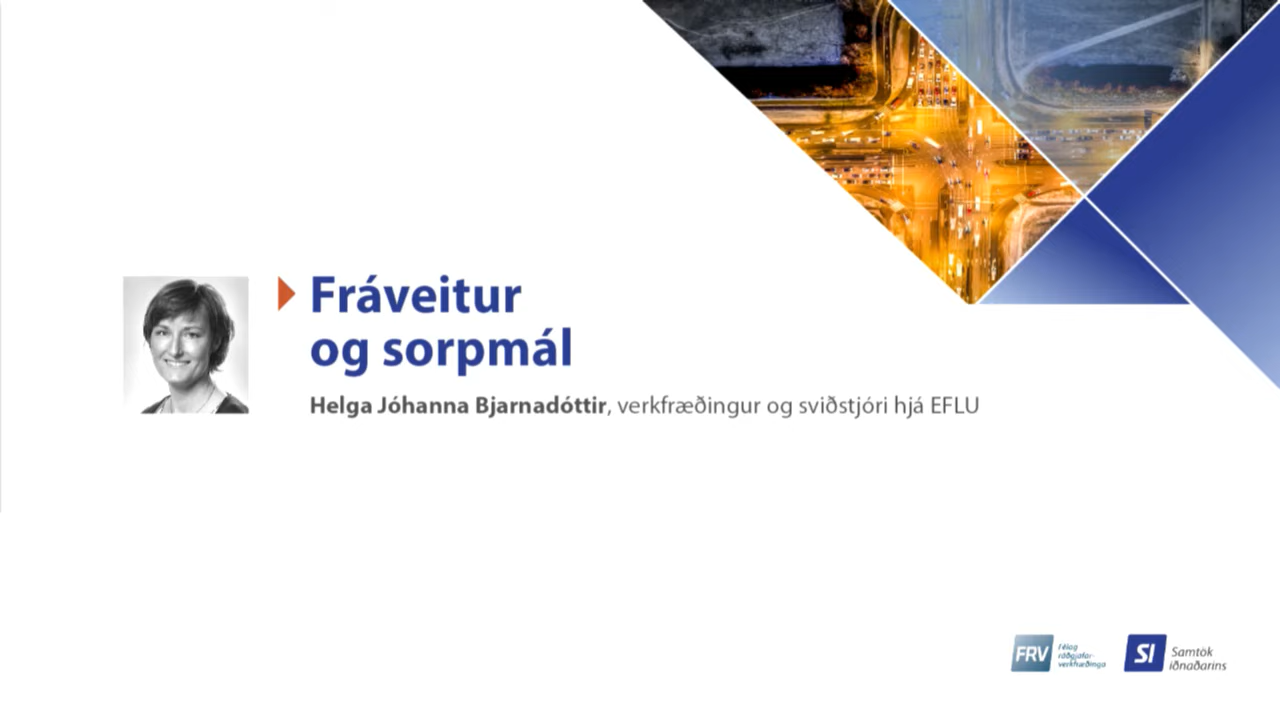 Fráveitur
og sorpmál
Helga Jóhanna Bjarnadóttir, verkfræðingur og sviðstjóri hjá EFLU
FRV
Félag
ráðgjafar-
verkfræðinga
SI
Samtök
iðnaðarins